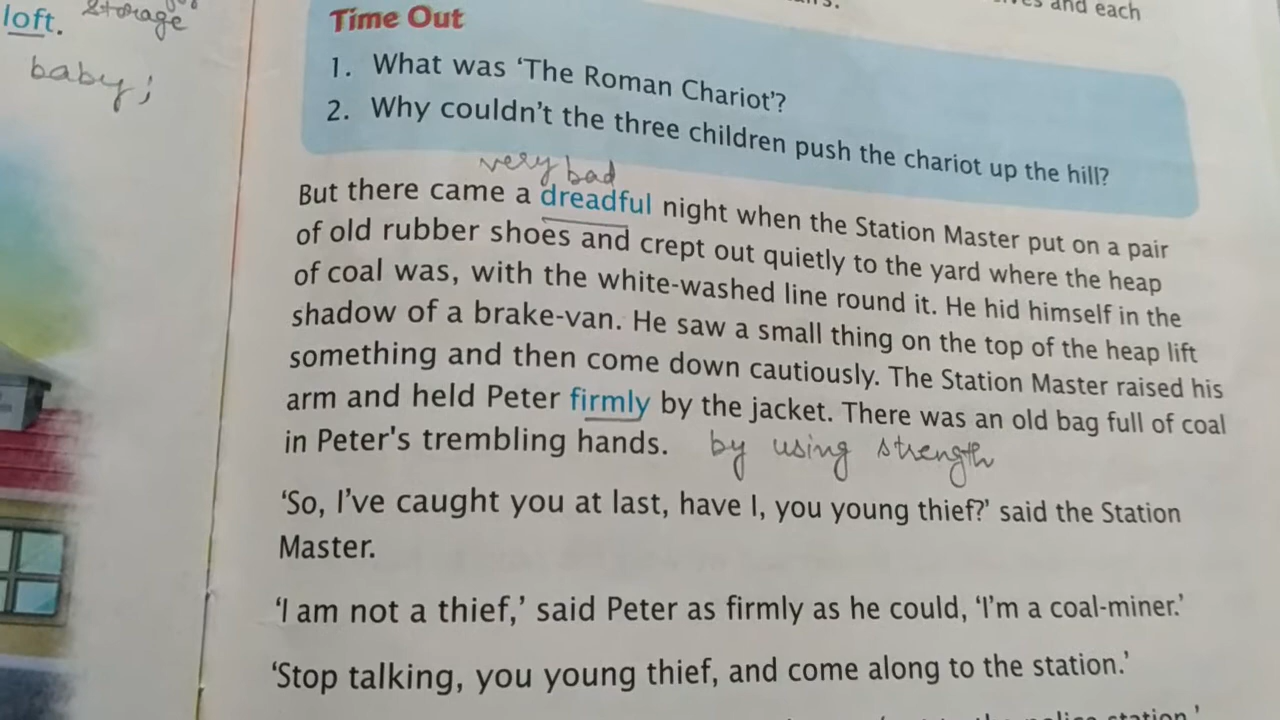 loft. storage
baby;
and each
Time Out
1. What was 'The Roman Chariot'?
2. Why couldn't the three children push the chariot up the hill?
very bad
But there came a dreadful night when the Station Master put on a pair
of old rubber shoes and crept out quietly to the yard where the heap
of coal was, with the white-washed line round it. He hid himself in the
shadow of a brake-van. He saw a small thing on the top of the heap lift
something and then come down cautiously. The Station Master raised his
arm and held Peter firmly by the jacket. There was an old bag full of coal
in Peter's trembling hands. by using strength
'So, I've caught you at last, have I, you young thief?' said the Station
Master.
'I am not a thief,' said Peter as firmly as he could, 'I'm a coal-miner.'
'Stop talking, you young thief, and come along to the station.'
station.'